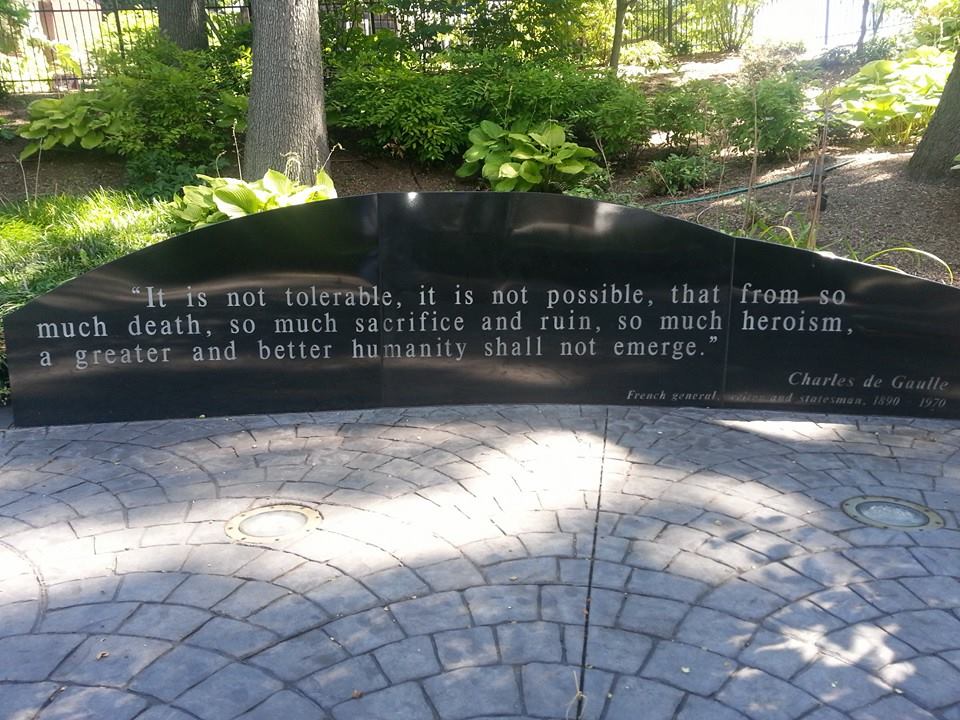 “It is not tolerable, it is not possible, that from so
much death, so much sacrifice and ruin, so much heroism,
a greater and better humanity shall not emerge.”
Charles de Gaulle
French general, writer and statesman, 1890 - 1970